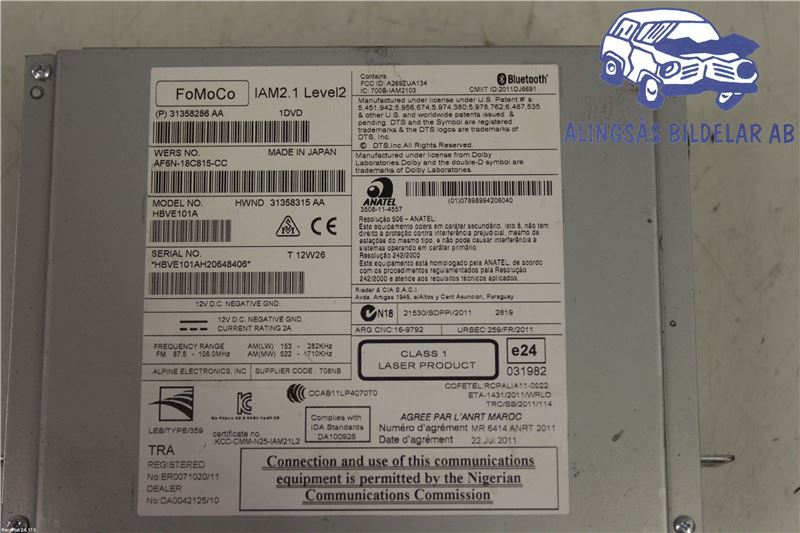 FoMoCo
IAM2.1 Level2
(P) 31358286 AA 1DVD
WERS NO. MADE IN JAPAN
AF6N-18C815-CC
MODEL NO. HWND 31358315 AA
HBVE101A
SERIAL NO. T 12W26
*HBVE101AH20648406*
12V D.C. NEGATIVE GND.
12V D.C. NEGATIVE GND.
CURRENT RATING 2A
FREQUENCY RANGE AM(LW) 153 - 282KHz
FM 87.5 - 108.0MHz AM(MW) 522 - 1710KHz
ALPINE ELECTRONICS, INC SUPPLIER CODE : T08NB
Contains
FCC ID: A269ZUA134
IC: 700B-IAM2103
Bluetooth
CMIIT ID:2011DJ6691
Manufactured under license under U.S. Patent # s:
5,451,942;5,956,674;5,974,380;5,978,762;6,487,535
& other U.S. and worldwide patents issued &
pending. DTS and the Symbol are registered
trademarks & the DTS logos are trademarks of
DTS, Inc.
© DTS,Inc.All Rights Reserved.
Manufactured under license from Dolby
Laboratories.Dolby and the double-D symbol are
trademarks of Dolby Laboratories.
ANATEL
3508-11-4557
(01)07898994206040
Resolução 506 - ANATEL:
Este equipamento opera em caráter secundário, isto é, não tem
direito à proteção contra interferência prejudicial, mesmo de
estações do mesmo tipo, e não pode causar interferência a
sistemas operando em caráter primário.
Resolução 242/2000
Este equipamento está homologado pela ANATEL, de acordo
com os procedimentos regulamentados pela Resolução
242/2000 e atende aos requisitos técnicos aplicados.
Rieder & CIA S.A.C.I.
Avda. Artigas 1945, e/Altos y Cent Asuncion, Paraguay
N18 21530/SDPPI/2011 2819
ARG CNC:16-9792 URSEC:259/FR/2011
CLASS 1
LASER PRODUCT
e24
031982
COFETEL:RCPALIA11-0922
ETA-1431/2011/WRLO
TRC/SS/2011/114
LEB/TYPE/359
CCAB11LP4070T0
certificate no.
KCC-CMM-N25-IAM21L2
Complies with
IDA Standards
DA100925
AGREE PAR L'ANRT MAROC
Numéro d'agrément MR 6414 ANRT 2011
Date d'agrément 22.Jul.2011
TRA
REGISTERED
No:ER0071020/11
DEALER
No:DA0042125/10
Connection and use of this communications
equipment is permitted by the Nigerian
Communications Commission
ALINGSÅS BILDELAR AB